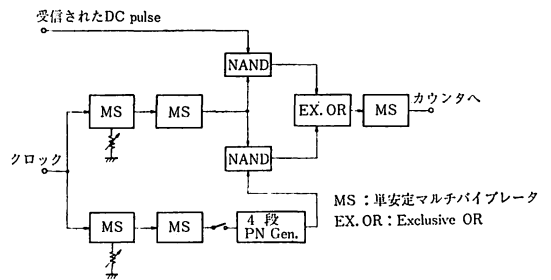 受信されたDC pulse
NAND
MS
MS
EX.OR
MS
カウンタへ
クロック
NAND
MS：単安定マルチバイブレータ
EX.OR：Exclusive OR
MS
MS
4 段
PN Gen.